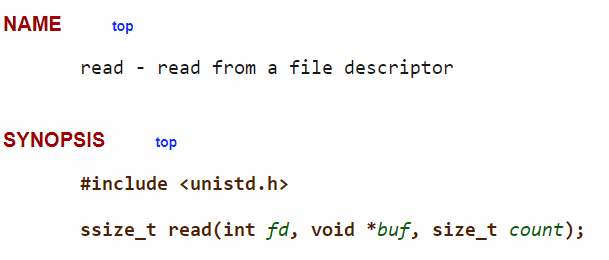 NAME top
read - read from a file descriptor
SYNOPSIS top
#include <unistd.h>
ssize_t read(int fd, void *buf, size_t count);